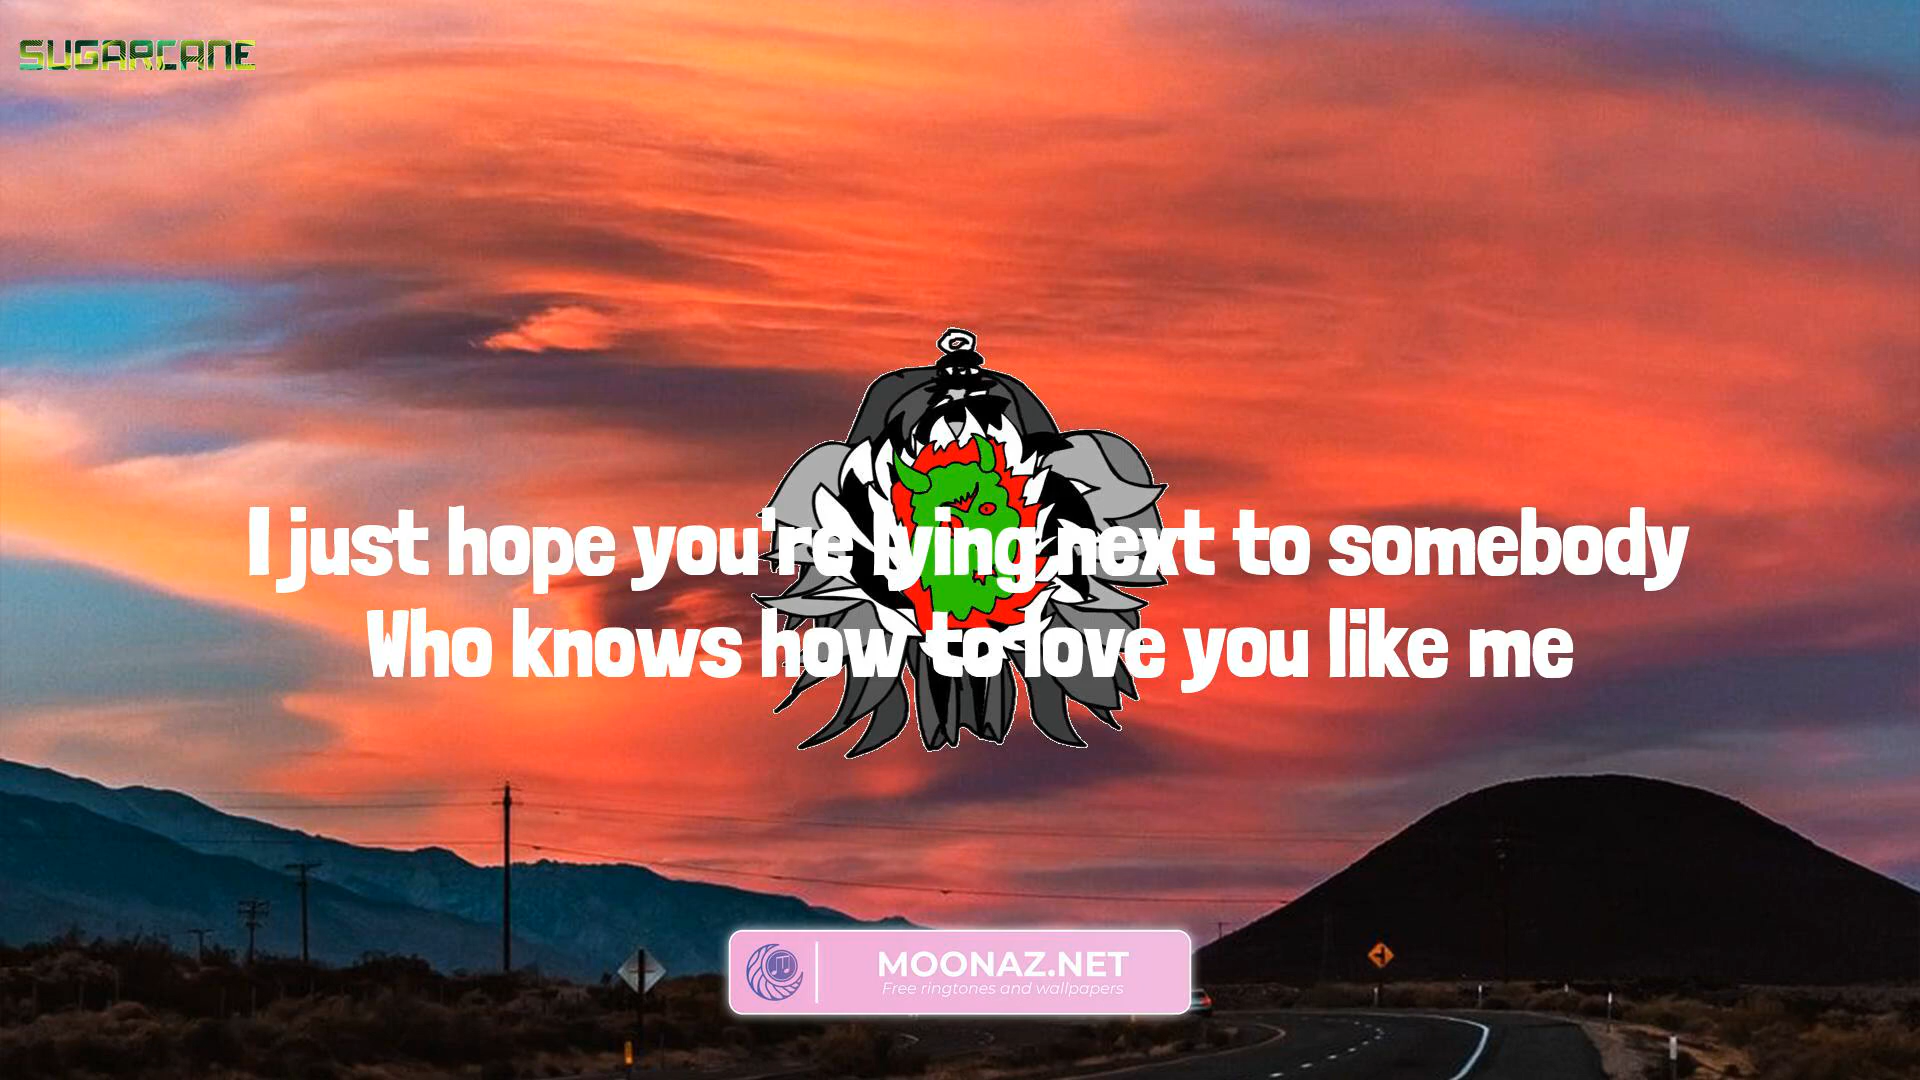 SUGARCANE
I just hope you're lying next to somebody
Who knows how to love you like me
MOONAZ.NET
Free ringtones and wallpapers